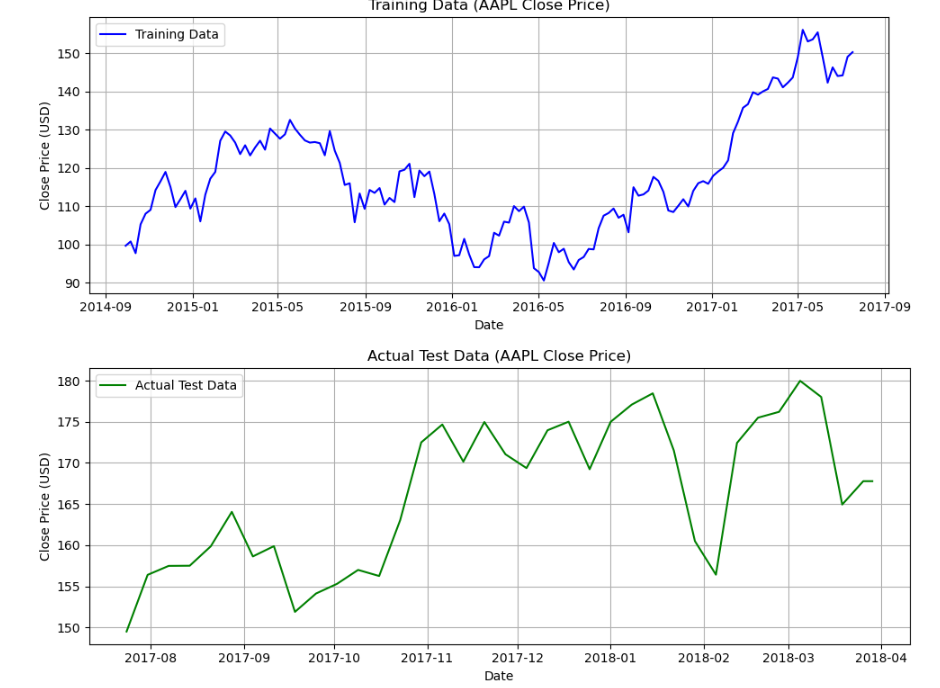 Training Data (AAPL Close Price)
Training Data
Close Price (USD)
150
140
130
120
110
100
90
2014-09 2015-01 2015-05 2015-09 2016-01 2016-05 2016-09 2017-01 2017-05 2017-09
Date
Actual Test Data (AAPL Close Price)
Actual Test Data
Close Price (USD)
180
175
170
165
160
155
150
2017-08 2017-09 2017-10 2017-11 2017-12 2018-01 2018-02 2018-03 2018-04
Date